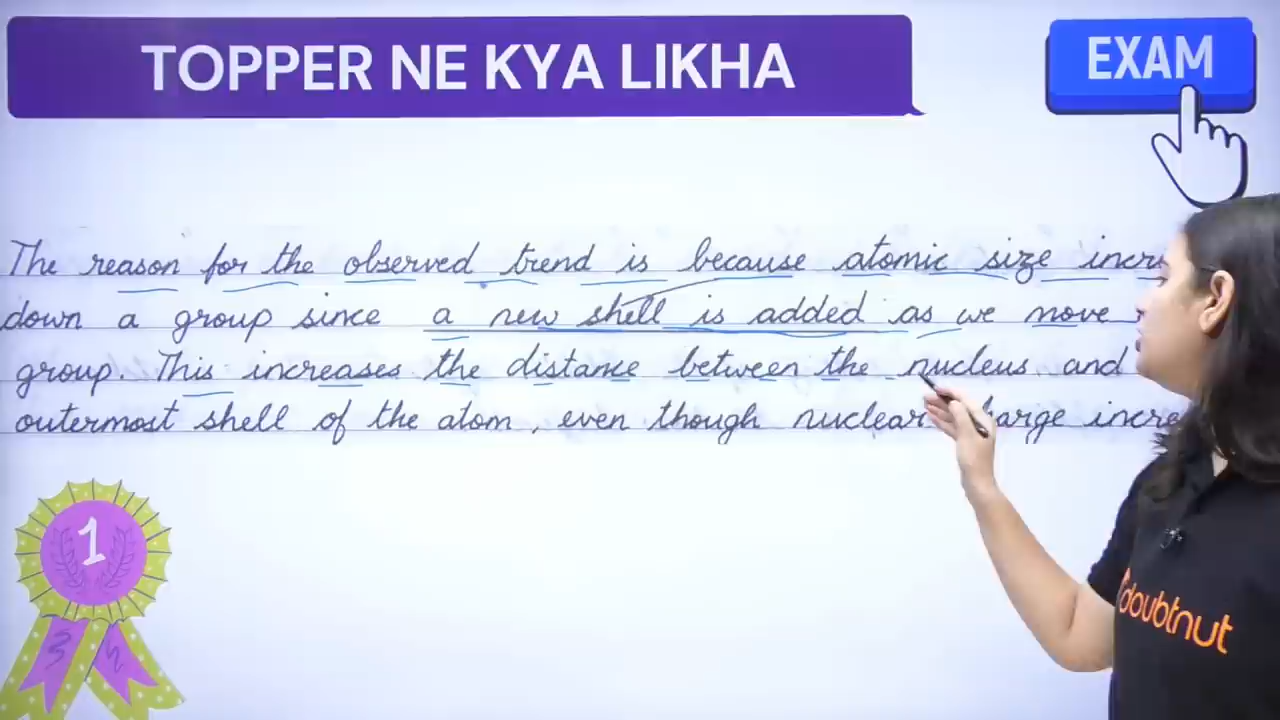 TOPPER NE KYA LIKHA
EXAM
The reason for the observed trend is because atomic size
down a group since a new shell is added as we move
group. This increases the distance between the nucleus and
outermost shell of the atom, even though nuclear
1
doubtnut